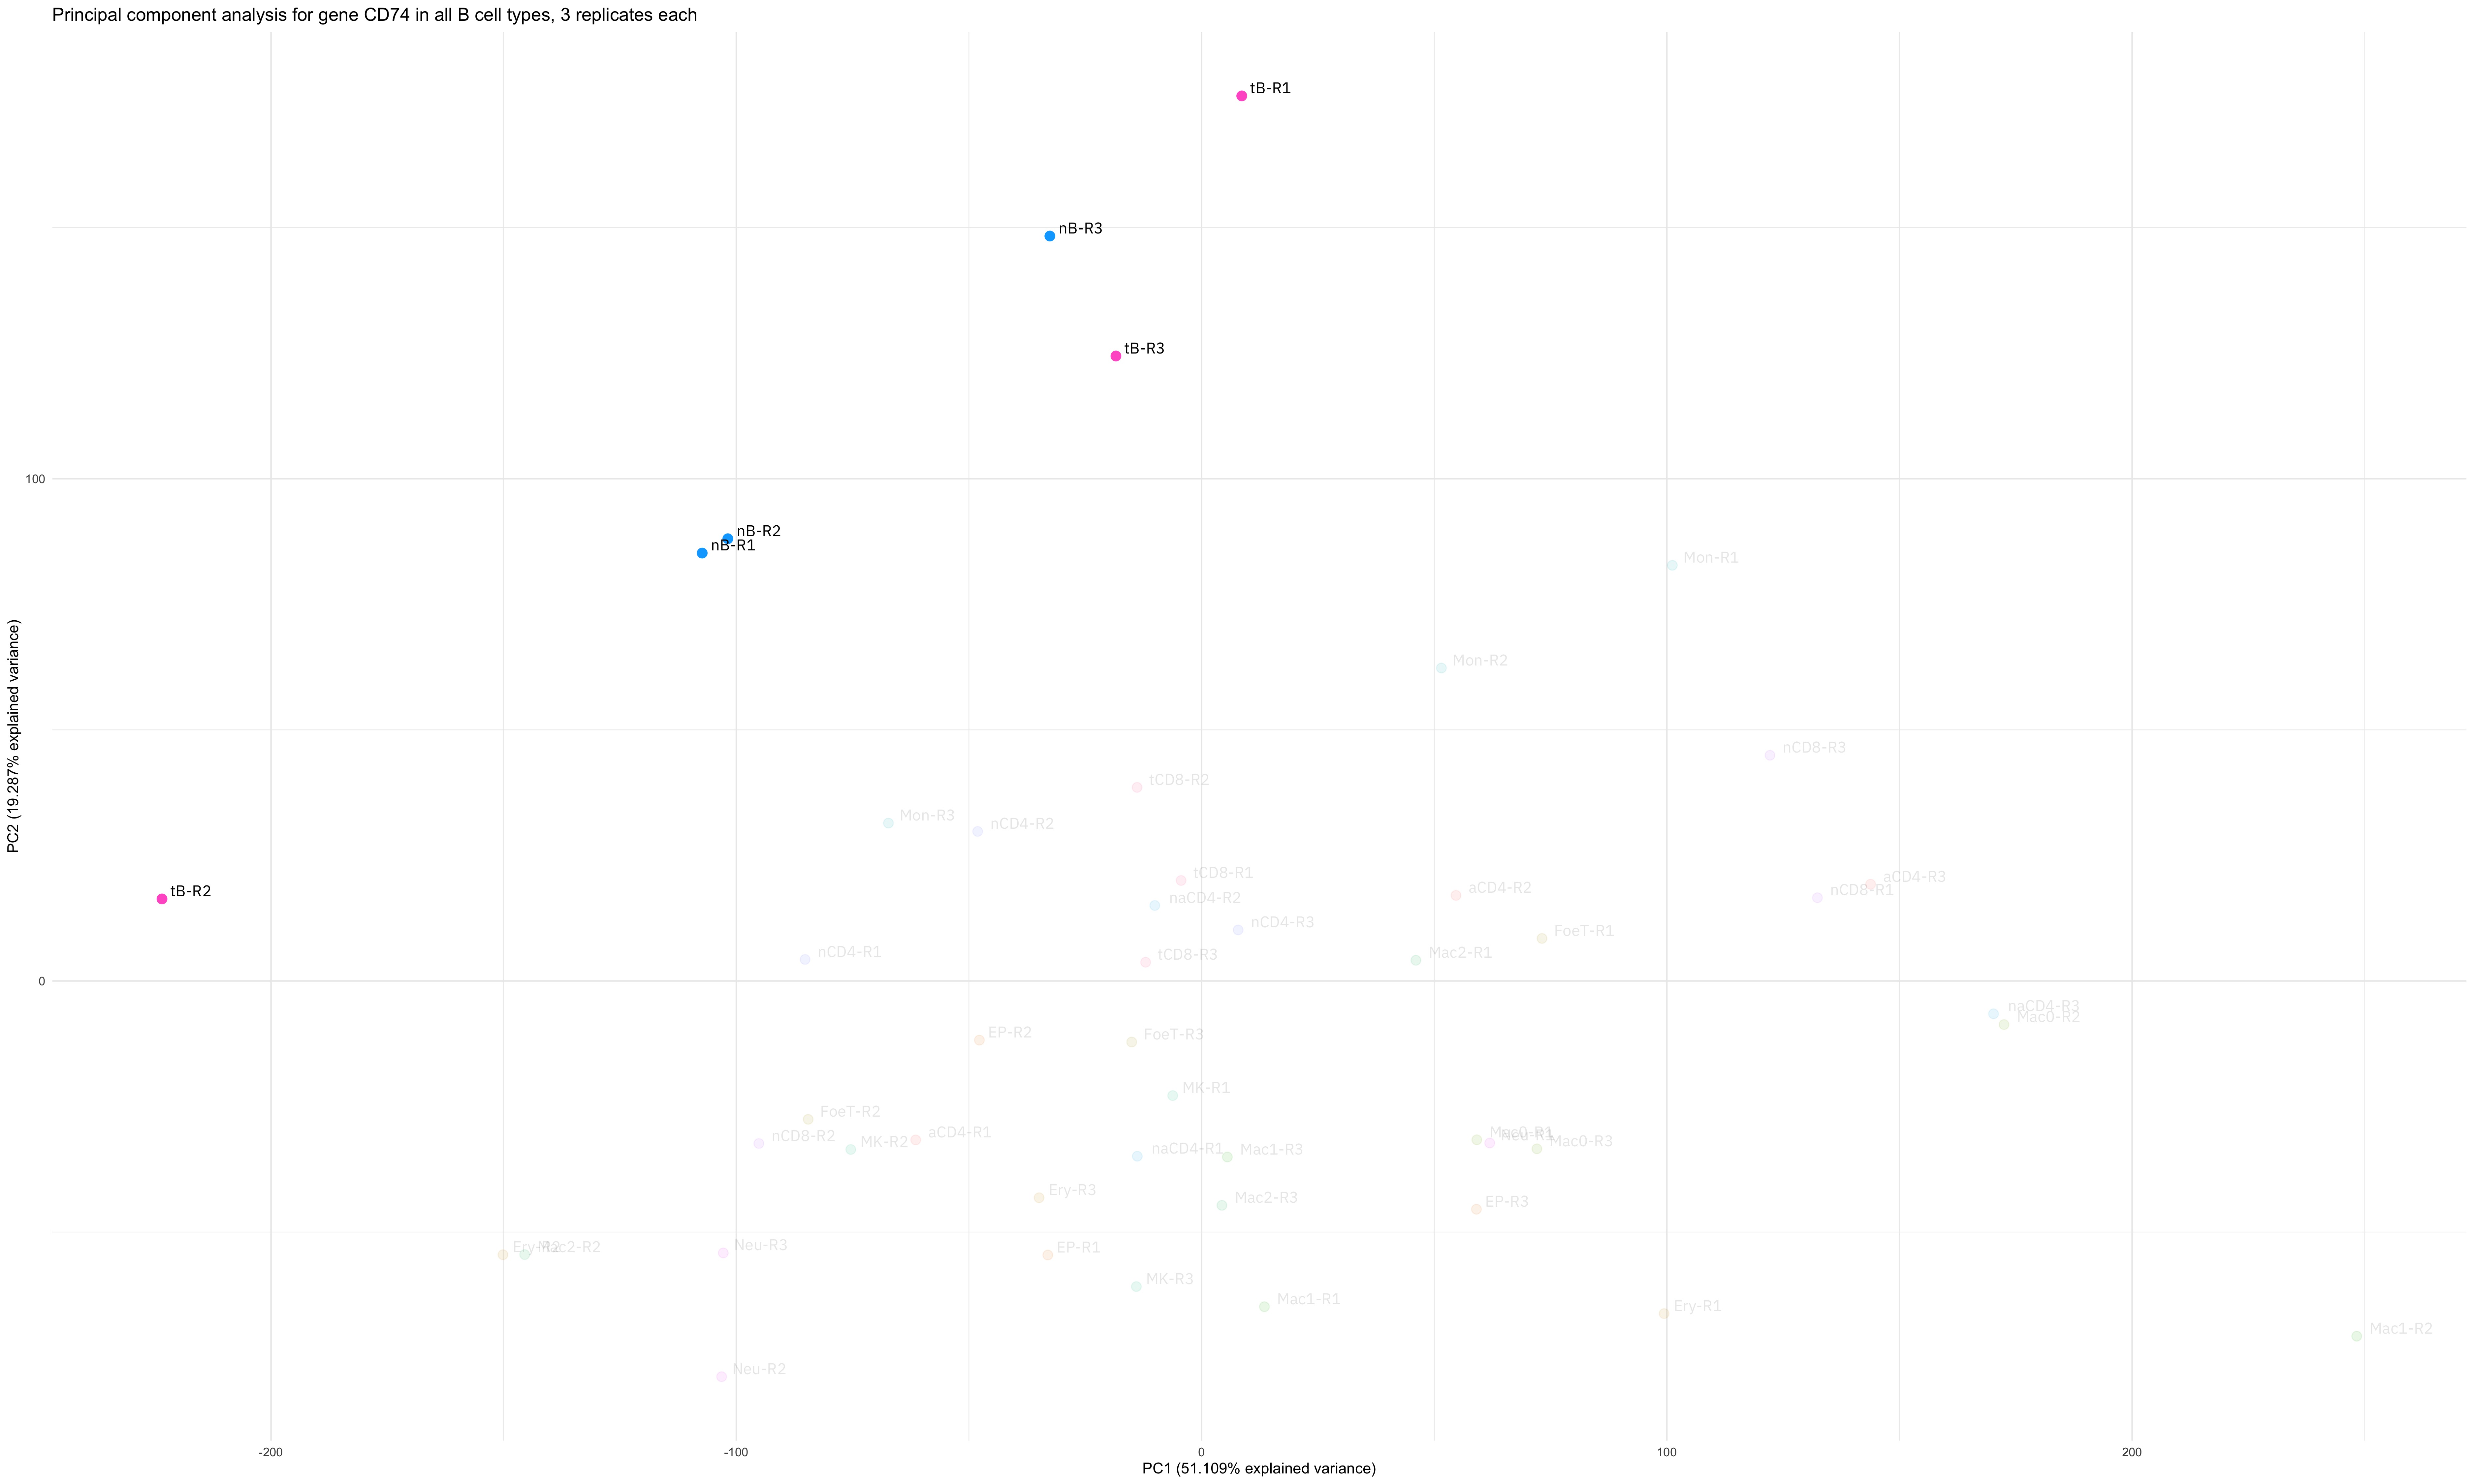 Principal component analysis for gene CD74 in all B cell types, 3 replicates each
tB-R1
nB-R3
tB-R3
100
nB-R2
nB-R1
Mon-R1
Mon-R2
nCD8-R3
tCD8-R2
Mon-R3
nCD4-R2
tCD8-R1
aCD4-R3
aCD4-R2
nCD8-R1
tB-R2
naCD4-R2
nCD4-R3
FoeT-R1
nCD4-R1
tCD8-R3
Mac2-R1
0
naCD4-R3
Mac0-R2
EP-R2
FoeT-R3
MK-R1
FoeT-R2
aCD4-R1
Mac0-R1
nCD8-R2
Neu-R1
MK-R2
Mac0-R3
naCD4-R1
Mac1-R3
Ery-R3
Mac2-R3
EP-R3
Ery-R2
Mac2-R2
Neu-R3
EP-R1
MK-R3
Mac1-R1
Ery-R1
Mac1-R2
Neu-R2
PC2 (19.287% explained variance)
-200
-100
0
100
200
PC1 (51.109% explained variance)